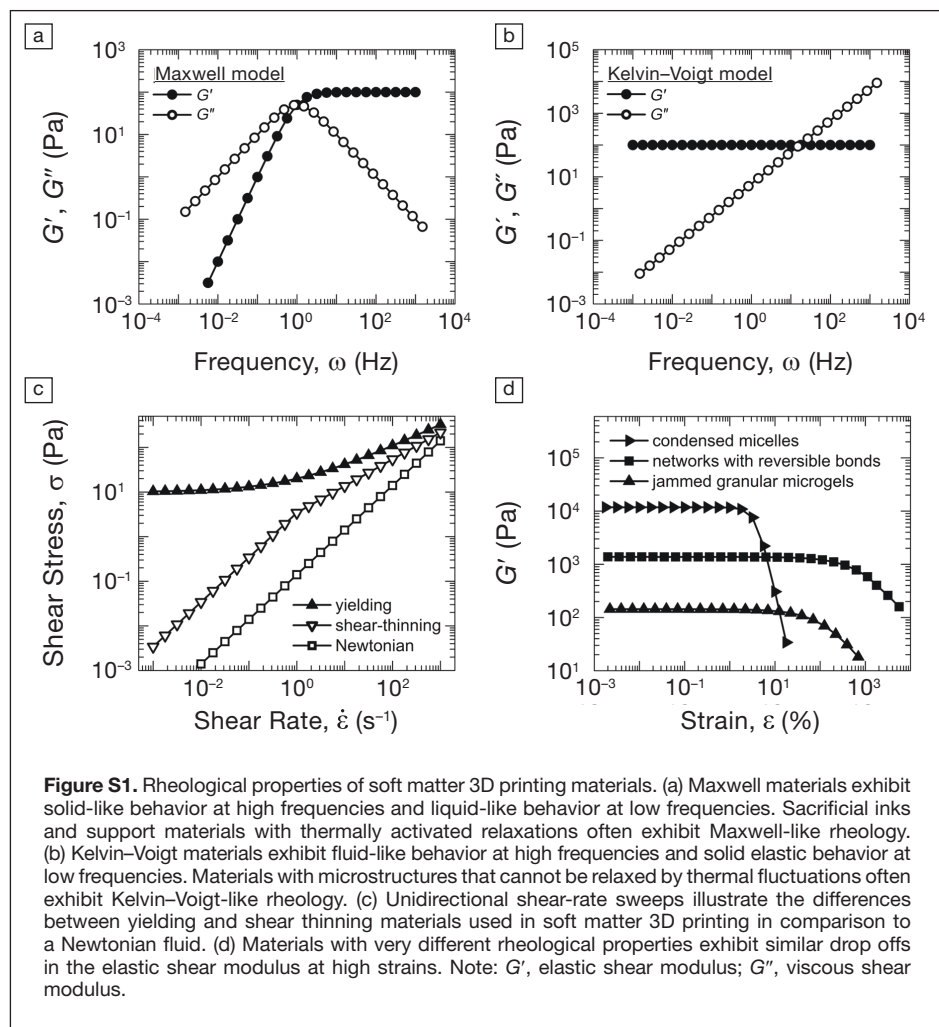 a
10³
10¹
10⁻¹
10⁻³
G′, G″ (Pa)
Maxwell model
G′
G″
10⁻⁴ 10⁻² 10⁰ 10² 10⁴
Frequency, ω (Hz)
b
10⁵
10³
10¹
10⁻¹
10⁻³
G′, G″ (Pa)
Kelvin–Voigt model
G′
G″
10⁻⁴ 10⁻² 10⁰ 10² 10⁴
Frequency, ω (Hz)
c
10¹
10⁻¹
10⁻³
Shear Stress, σ (Pa)
yielding
shear-thinning
Newtonian
10⁻² 10⁰ 10²
Shear Rate, ε̇ (s⁻¹)
d
10⁵
10⁴
10³
10²
10¹
G′ (Pa)
condensed micelles
networks with reversible bonds
jammed granular microgels
10⁻³ 10⁻¹ 10¹ 10³
Strain, ε (%)
Figure S1. Rheological properties of soft matter 3D printing materials. (a) Maxwell materials exhibit
solid-like behavior at high frequencies and liquid-like behavior at low frequencies. Sacrificial inks
and support materials with thermally activated relaxations often exhibit Maxwell-like rheology.
(b) Kelvin–Voigt materials exhibit fluid-like behavior at high frequencies and solid elastic behavior at
low frequencies. Materials with microstructures that cannot be relaxed by thermal fluctuations often
exhibit Kelvin–Voigt-like rheology. (c) Unidirectional shear-rate sweeps illustrate the differences
between yielding and shear thinning materials used in soft matter 3D printing in comparison to
a Newtonian fluid. (d) Materials with very different rheological properties exhibit similar drop offs
in the elastic shear modulus at high strains. Note: G′, elastic shear modulus; G″, viscous shear
modulus.